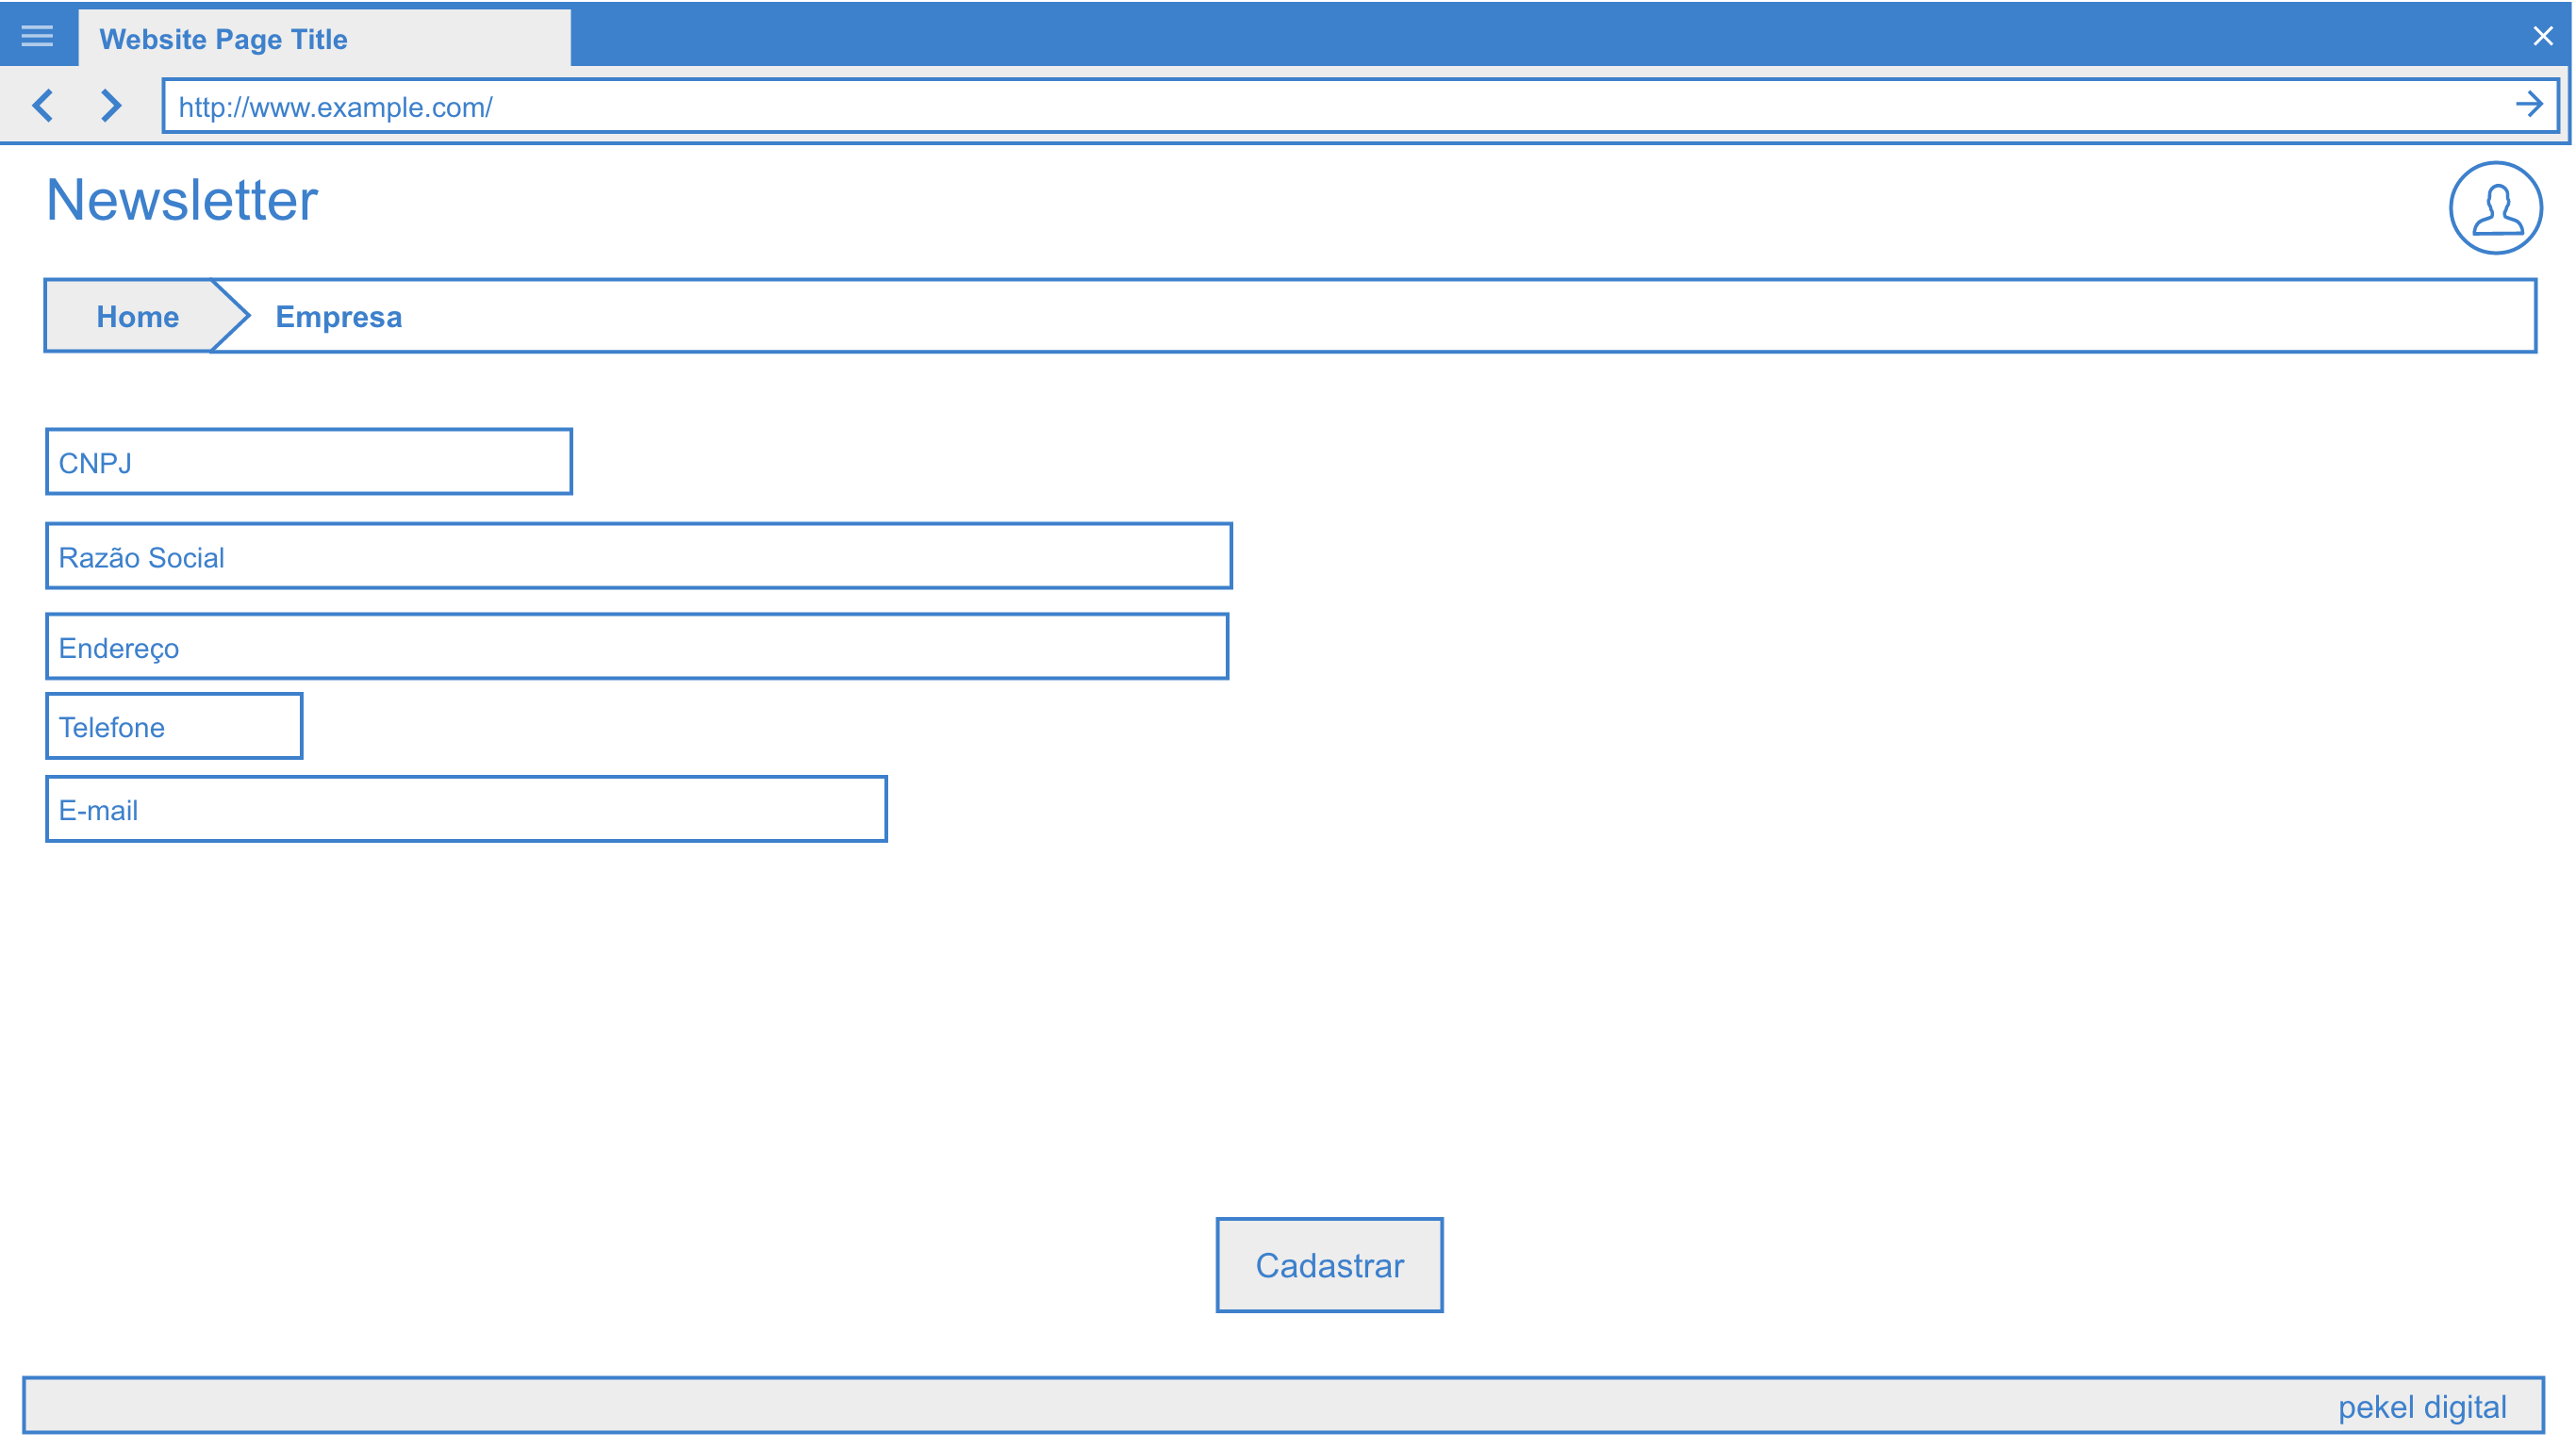 Website Page Title
http://www.example.com/
Newsletter
Home
Empresa
CNPJ
Razão Social
Endereço
Telefone
E-mail
Cadastrar
pekel digital